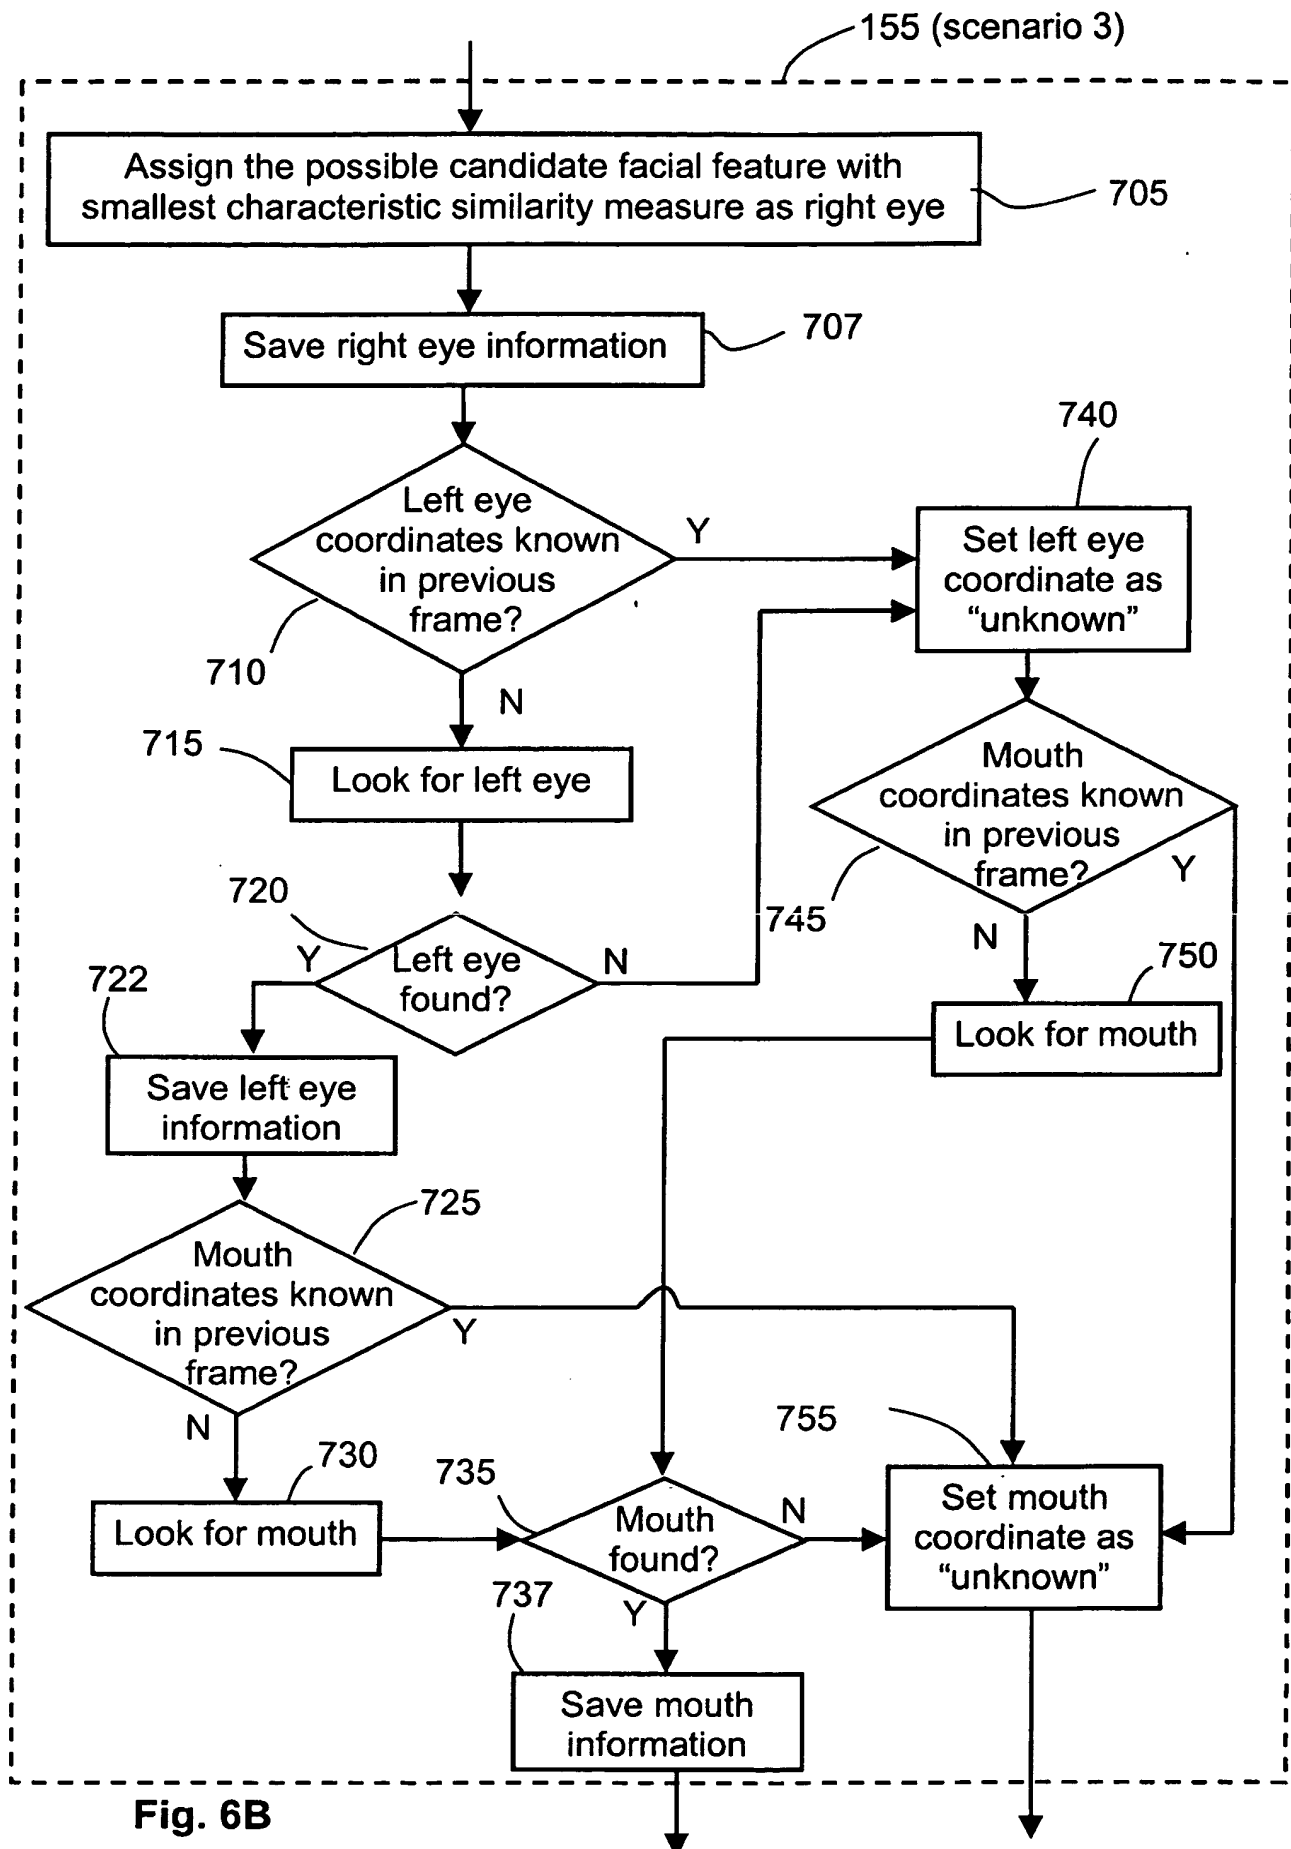 155 (scenario 3)
Assign the possible candidate facial feature with
smallest characteristic similarity measure as right eye
705
Save right eye information
707
Left eye
coordinates known
in previous
frame?
710
Y
N
740
Set left eye
coordinate as
“unknown”
715
Look for left eye
Mouth
coordinates known
in previous
frame?
745
Y
N
720
Left eye
found?
Y
N
750
Look for mouth
722
Save left eye
information
725
Mouth
coordinates known
in previous
frame?
Y
N
730
Look for mouth
735
Mouth
found?
N
Y
755
Set mouth
coordinate as
“unknown”
737
Save mouth
information
Fig. 6B